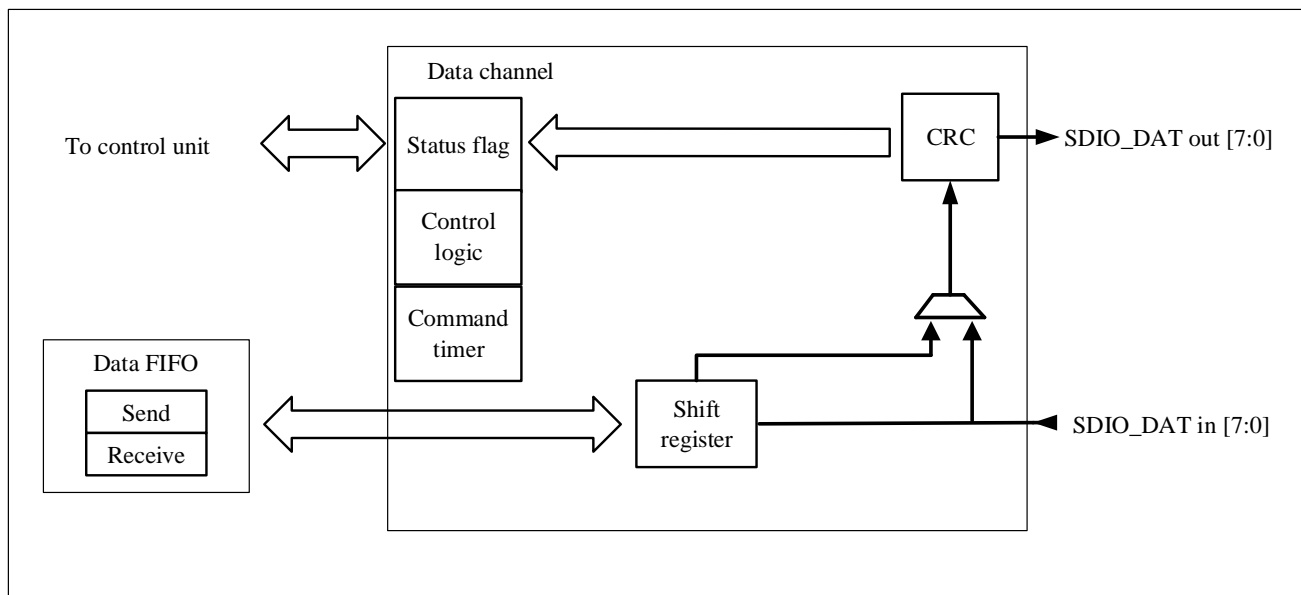 Data channel
To control unit
Status flag
CRC
SDIO_DAT out [7:0]
Control
logic
Command
timer
Data FIFO
Send
Receive
Shift
register
SDIO_DAT in [7:0]